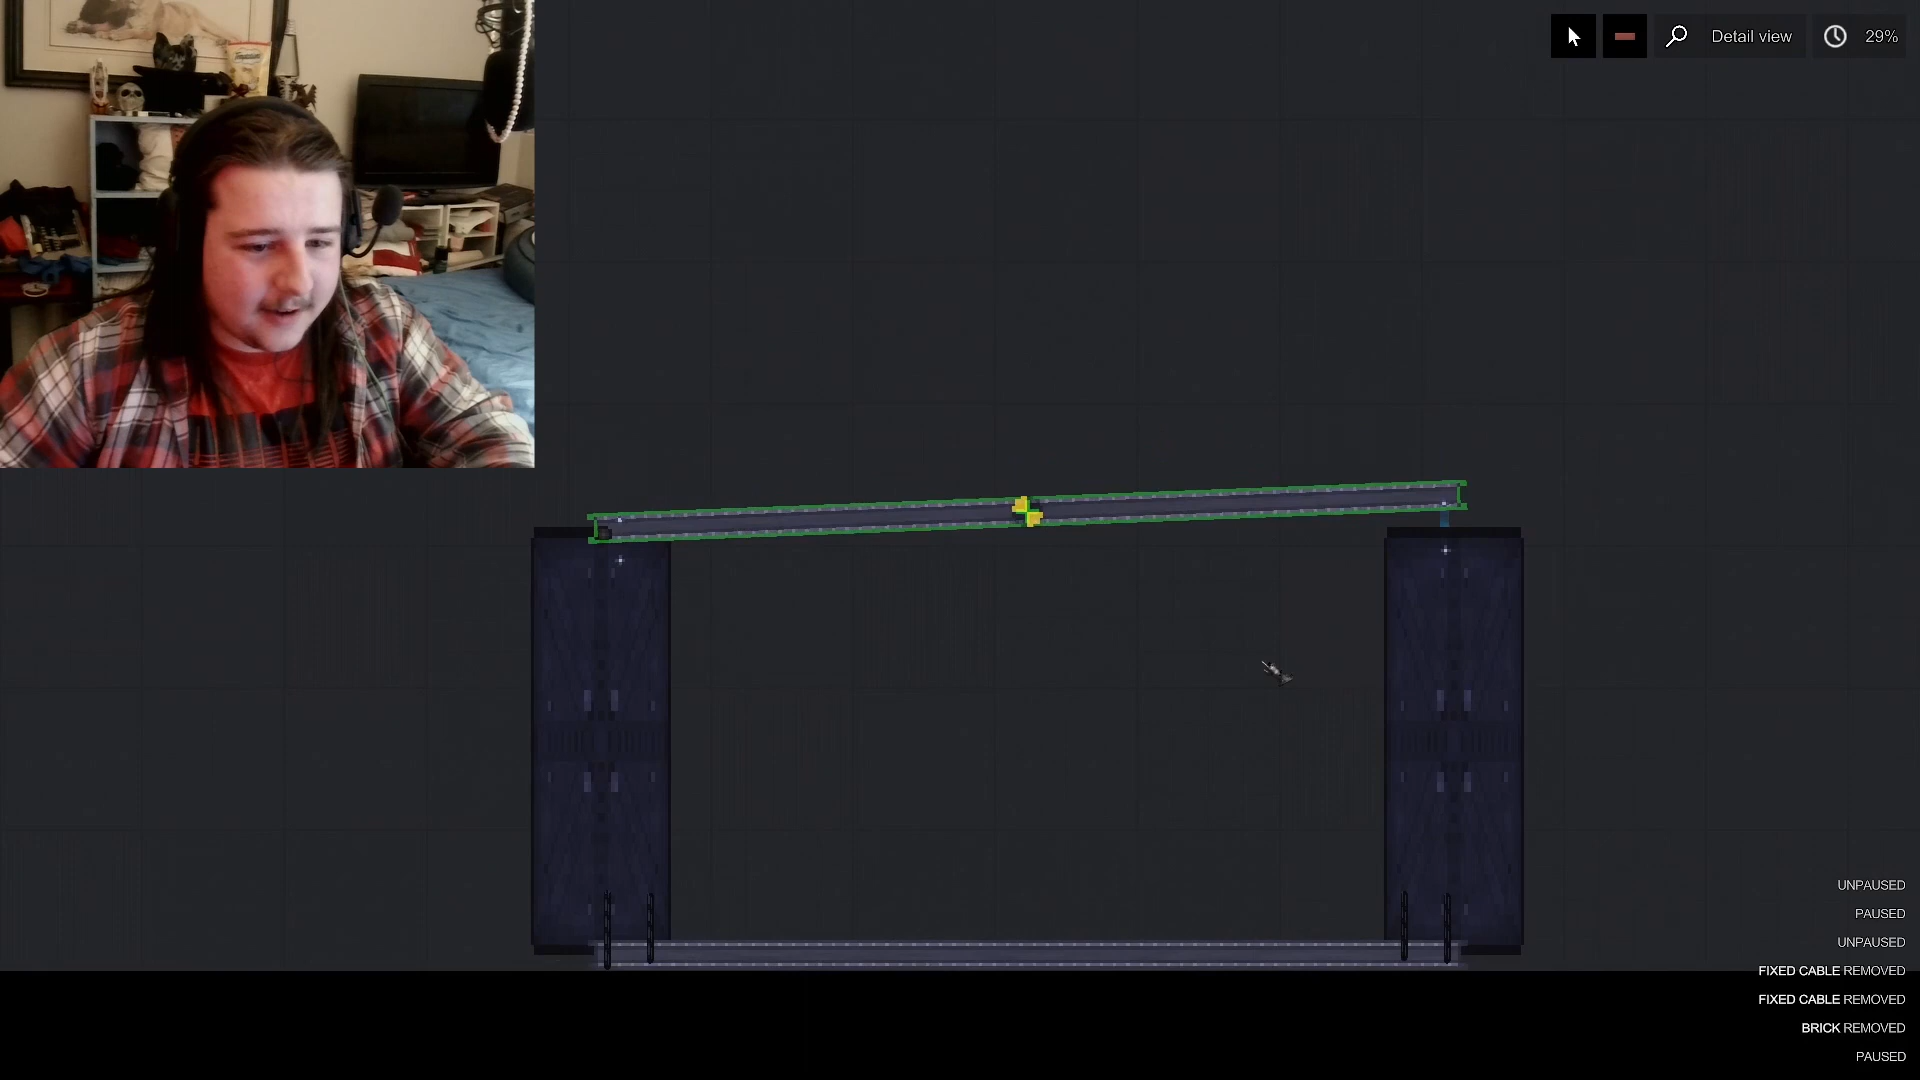 Detail view
29%
UNPAUSED
PAUSED
UNPAUSED
FIXED CABLE REMOVED
FIXED CABLE REMOVED
BRICK REMOVED
PAUSED